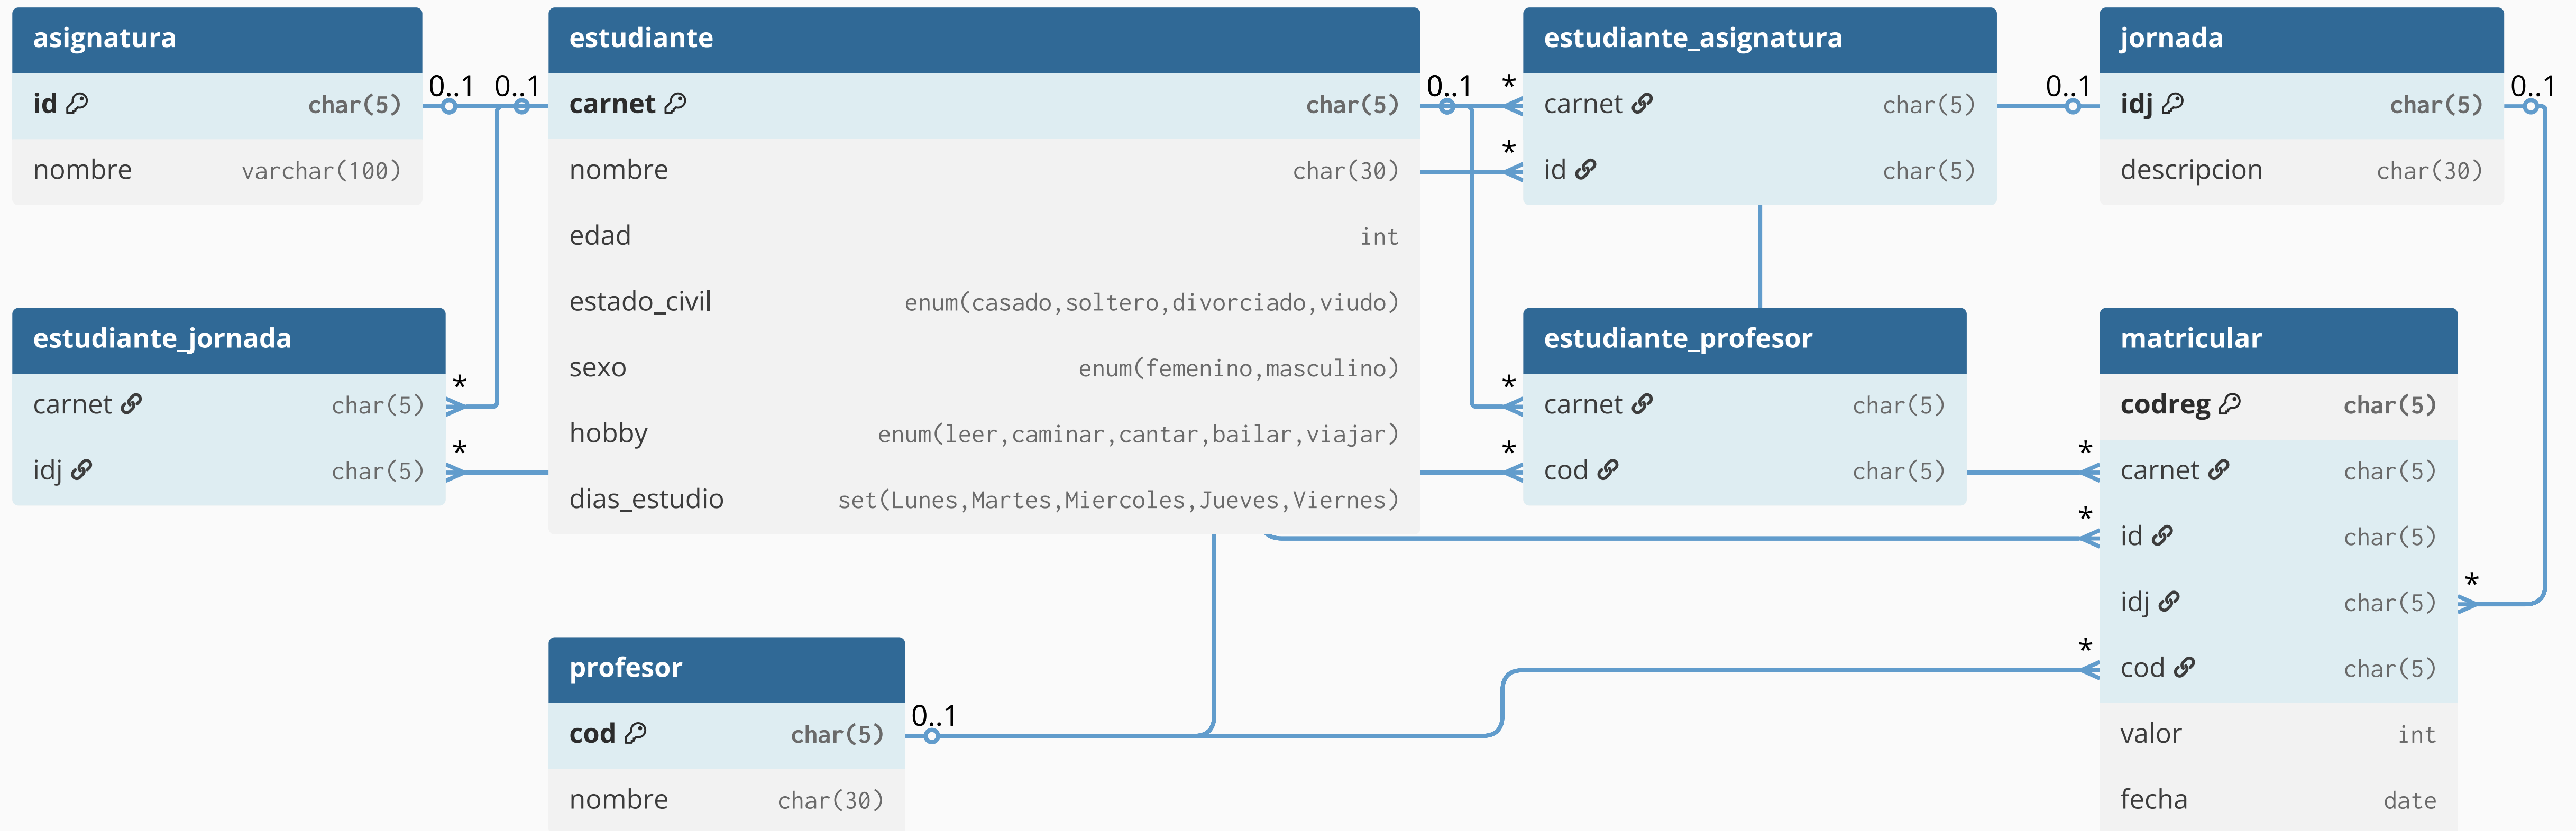 asignatura
id char(5)
nombre varchar(100)
0..1 0..1
estudiante
carnet char(5)
nombre char(30)
edad int
estado_civil enum(casado,soltero,divorciado,viudo)
sexo enum(femenino,masculino)
hobby enum(leer,caminar,cantar,bailar,viajar)
dias_estudio set(Lunes,Martes,Miercoles,Jueves,Viernes)
0..1 *
*
estudiante_asignatura
carnet char(5)
id char(5)
0..1
jornada
idj char(5)
descripcion char(30)
0..1
estudiante_jornada
carnet char(5)
idj char(5)
*
*
*
*
estudiante_profesor
carnet char(5)
cod char(5)
*
*
*
*
matricular
codreg char(5)
carnet char(5)
id char(5)
idj char(5)
cod char(5)
valor int
fecha date
profesor
cod char(5)
nombre char(30)
0..1